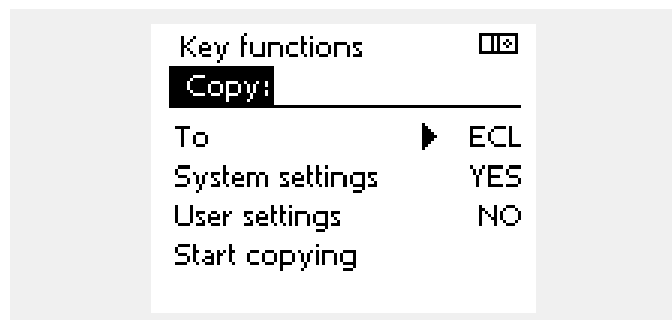 Key functions
Copy:
To ECL
System settings YES
User settings NO
Start copying